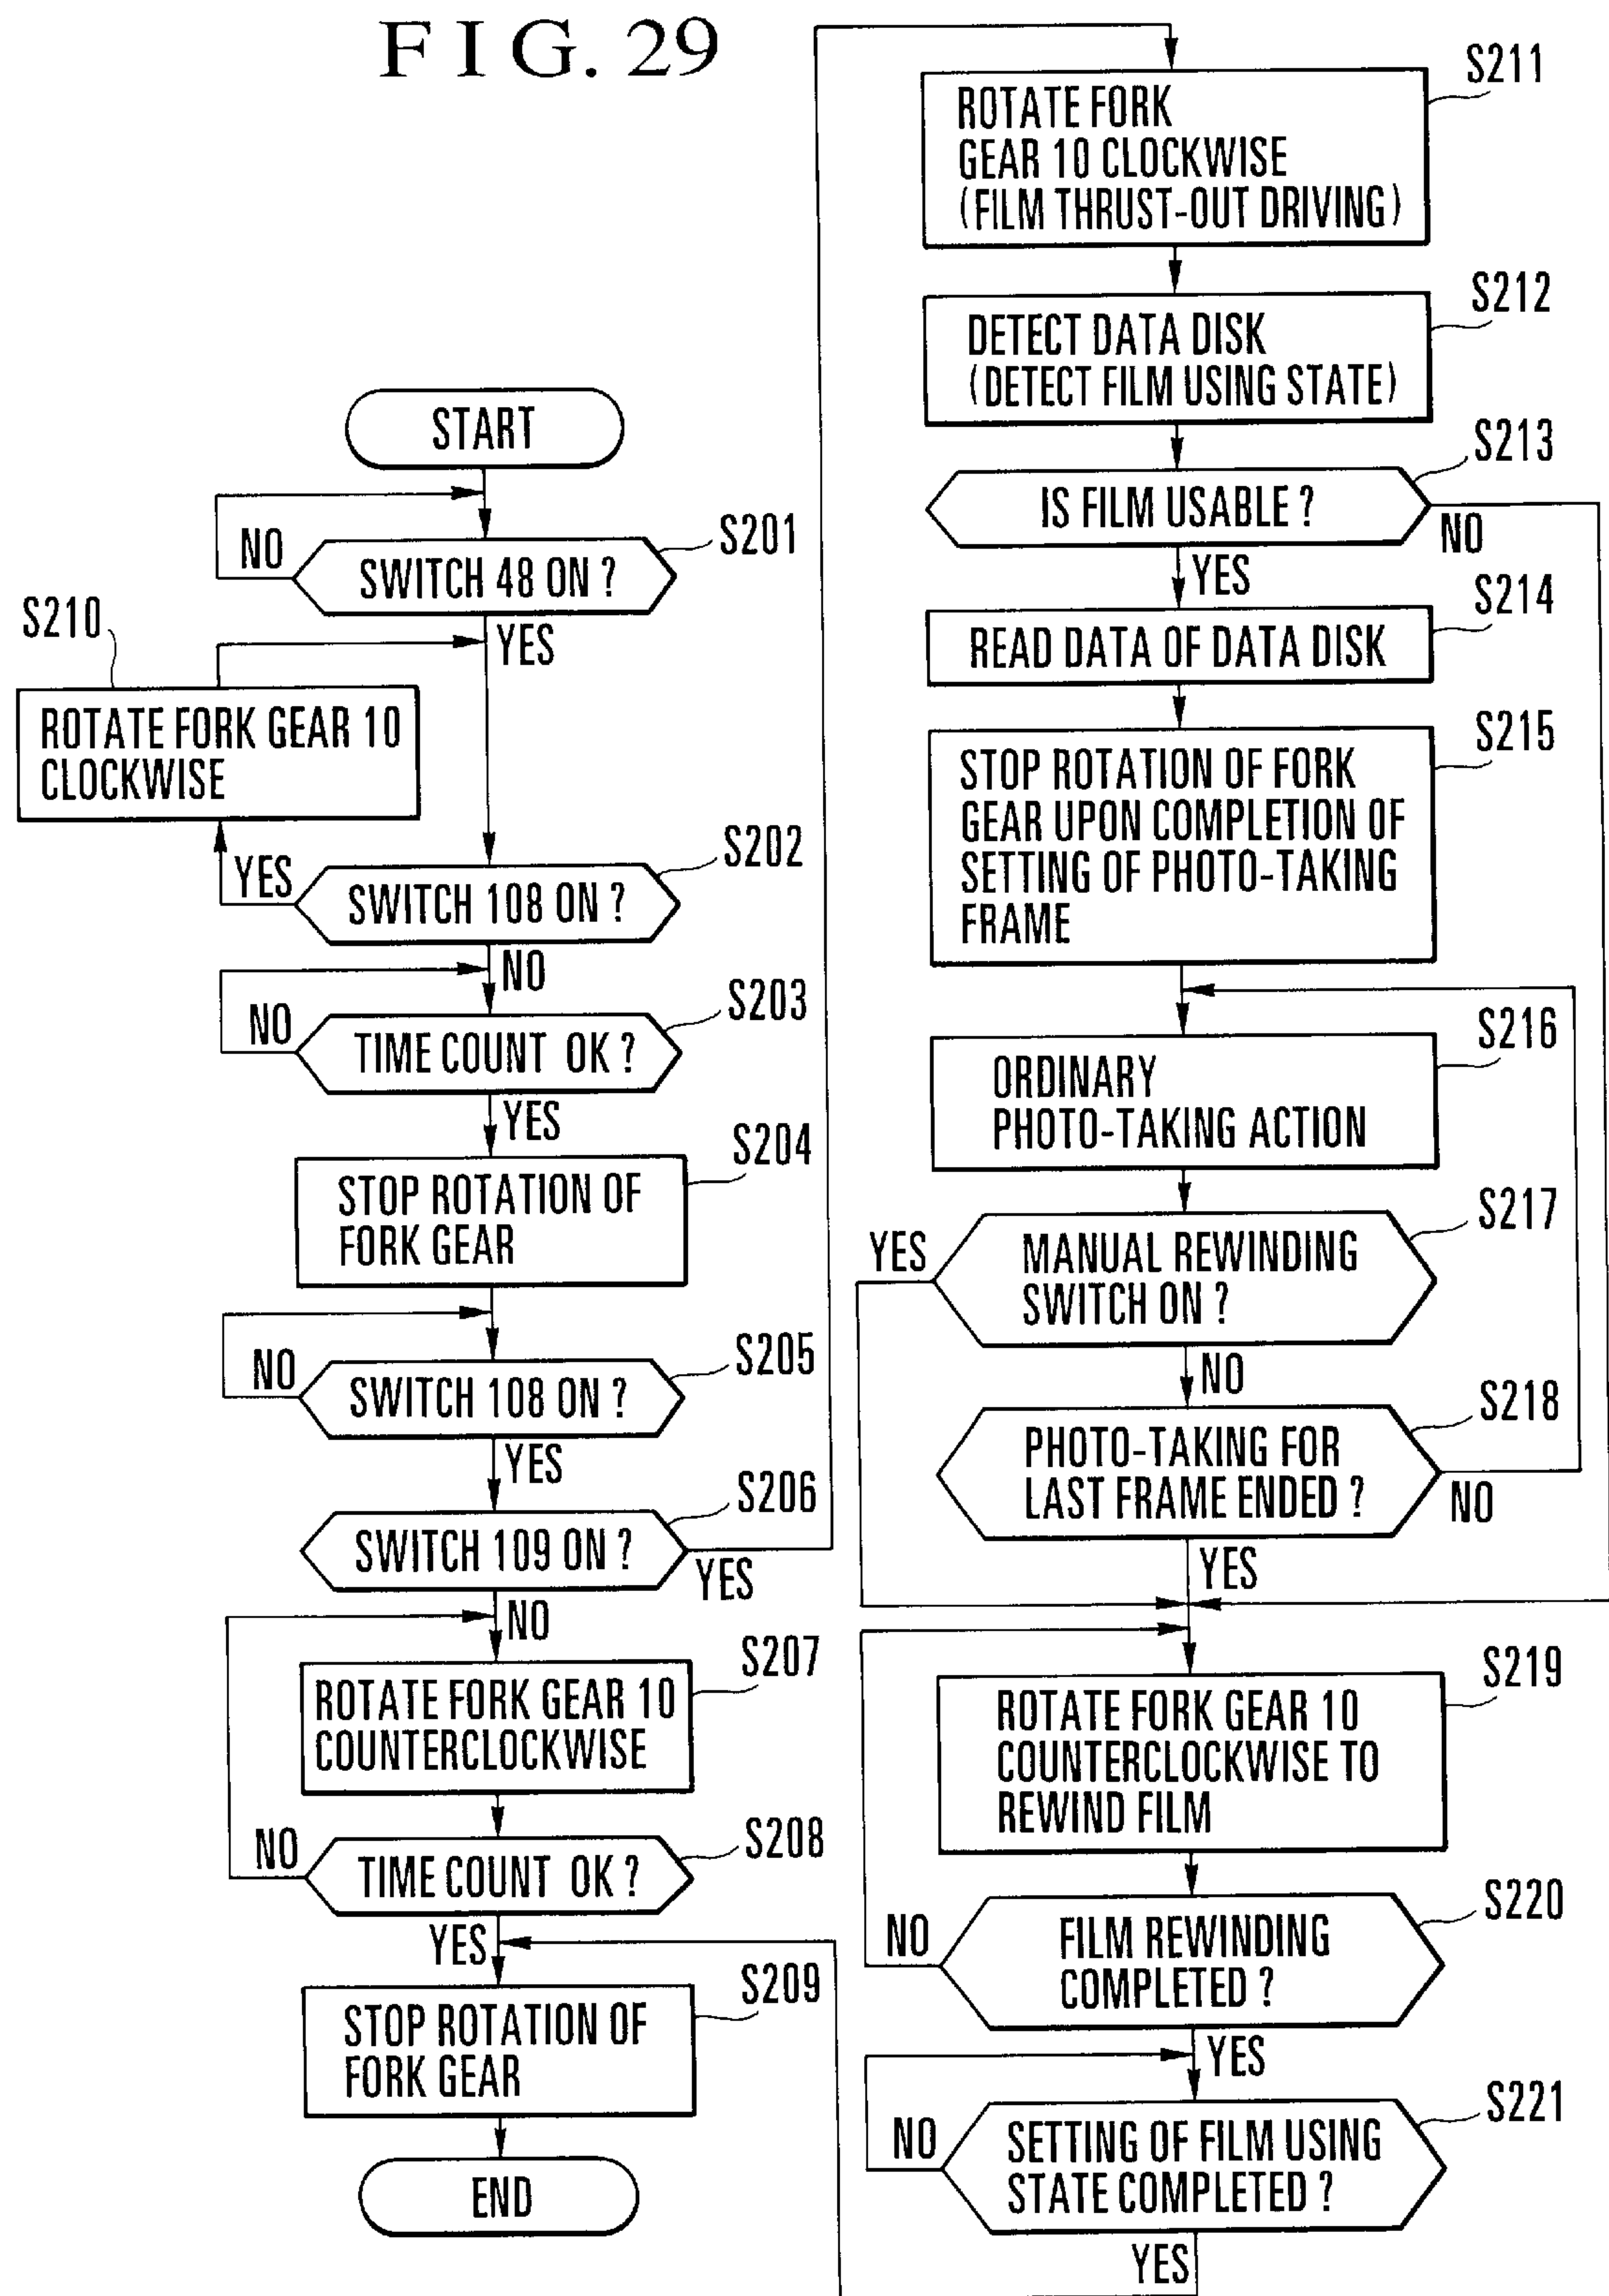 FIG. 29
START
NO
SWITCH 48 ON ?
S201
YES
S210
ROTATE FORK GEAR 10
CLOCKWISE
YES
SWITCH 108 ON ?
S202
NO
NO
TIME COUNT OK ?
S203
YES
STOP ROTATION OF
FORK GEAR
S204
NO
SWITCH 108 ON ?
S205
YES
SWITCH 109 ON ?
S206
YES
NO
ROTATE FORK GEAR 10
COUNTERCLOCKWISE
S207
NO
TIME COUNT OK ?
S208
YES
STOP ROTATION OF
FORK GEAR
S209
END
ROTATE FORK
GEAR 10 CLOCKWISE
(FILM THRUST-OUT DRIVING)
S211
DETECT DATA DISK
(DETECT FILM USING STATE)
S212
IS FILM USABLE ?
S213
NO
YES
READ DATA OF DATA DISK
S214
STOP ROTATION OF FORK
GEAR UPON COMPLETION OF
SETTING OF PHOTO-TAKING
FRAME
S215
ORDINARY
PHOTO-TAKING ACTION
S216
YES
MANUAL REWINDING
SWITCH ON ?
S217
NO
PHOTO-TAKING FOR
LAST FRAME ENDED ?
S218
NO
YES
ROTATE FORK GEAR 10
COUNTERCLOCKWISE TO
REWIND FILM
S219
NO
FILM REWINDING
COMPLETED ?
S220
YES
NO
SETTING OF FILM USING
STATE COMPLETED ?
S221
YES